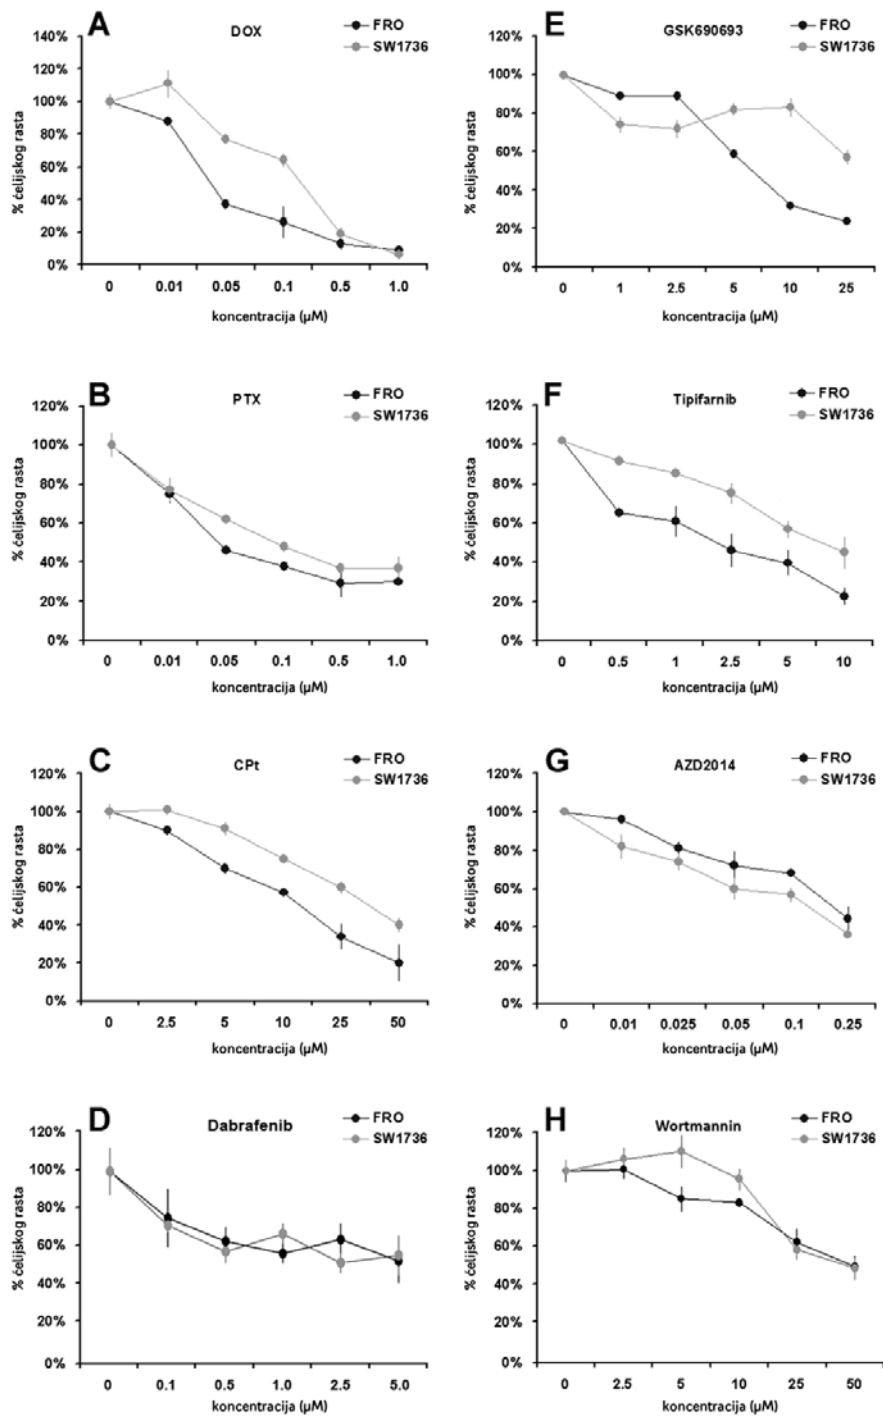 A
DOX
FRO
SW1736
140%
120%
100%
80%
60%
40%
20%
0%
% ćelijskog rasta
0 0.01 0.05 0.1 0.5 1.0
koncentracija (µM)
E
GSK690693
FRO
SW1736
120%
100%
80%
60%
40%
20%
0%
% ćelijskog rasta
0 1 2.5 5 10 25
koncentracija (µM)
B
PTX
FRO
SW1736
120%
100%
80%
60%
40%
20%
0%
% ćelijskog rasta
0 0.01 0.05 0.1 0.5 1.0
koncentracija (µM)
F
Tipifarnib
FRO
SW1736
120%
100%
80%
60%
40%
20%
0%
% ćelijskog rasta
0 0.5 1 2.5 5 10
koncentracija (µM)
C
CPt
FRO
SW1736
120%
100%
80%
60%
40%
20%
0%
% ćelijskog rasta
0 2.5 5 10 25 50
koncentracija (µM)
G
AZD2014
FRO
SW1736
120%
100%
80%
60%
40%
20%
0%
% ćelijskog rasta
0 0.01 0.025 0.05 0.1 0.25
koncentracija (µM)
D
Dabrafenib
FRO
SW1736
120%
100%
80%
60%
40%
20%
0%
% ćelijskog rasta
0 0.1 0.5 1.0 2.5 5.0
koncentracija (µM)
H
Wortmannin
FRO
SW1736
120%
100%
80%
60%
40%
20%
0%
% ćelijskog rasta
0 2.5 5 10 25 50
koncentracija (µM)